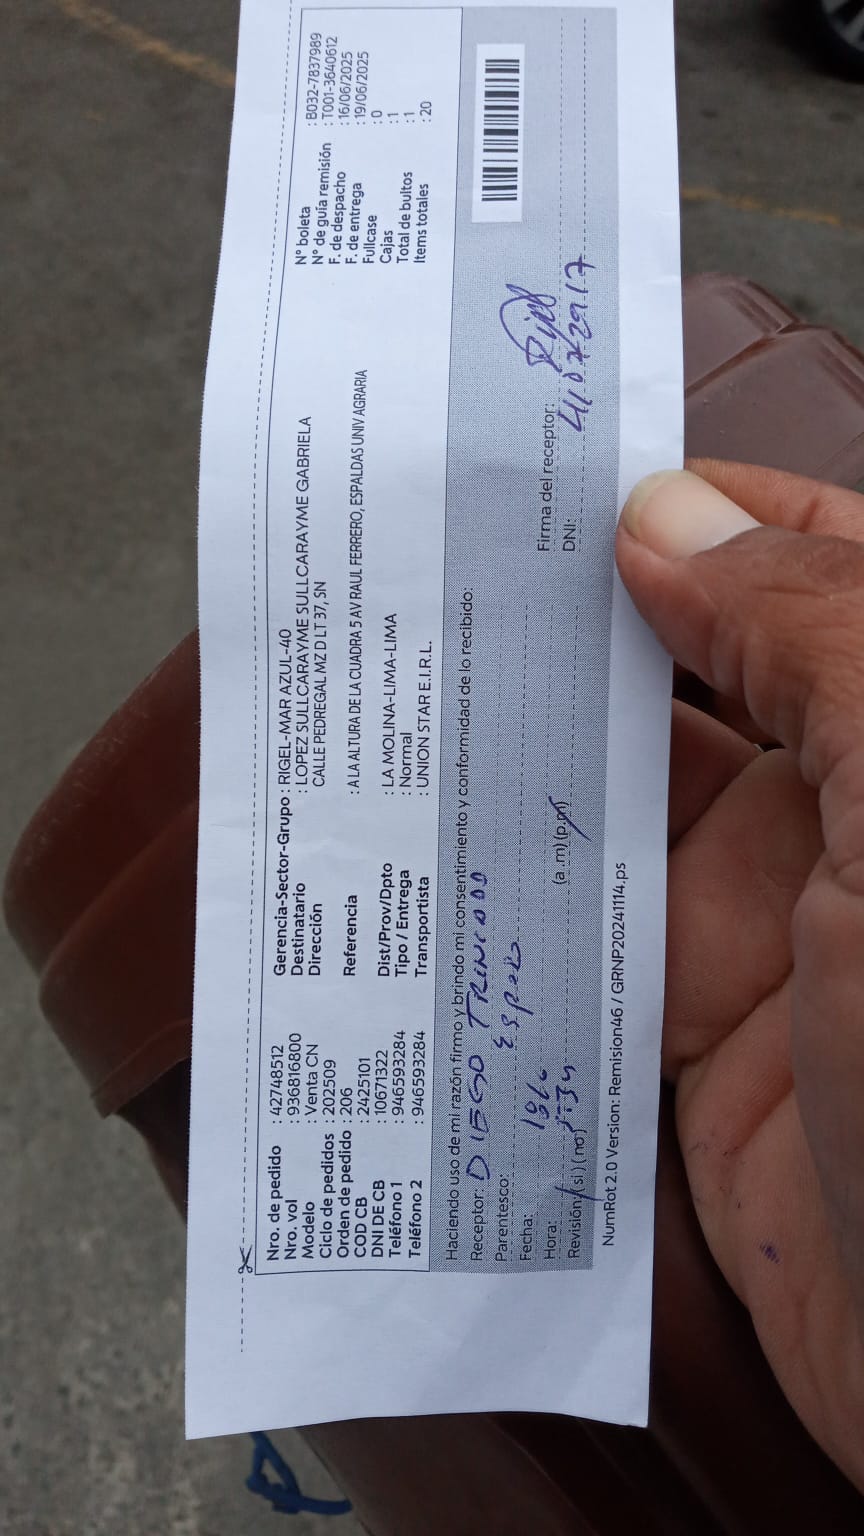 Nro. de pedido : 42748512
Nro. vol : 936816800
Modelo : Venta CN
Ciclo de pedidos : 202509
Orden de pedido : 206
COD CB : 2425101
DNI DE CB : 10671322
Teléfono 1 : 946593284
Teléfono 2 : 946593284
Gerencia-Sector-Grupo : RIGEL-MAR AZUL-40
Destinatario : LOPEZ SULLCARAYME SULLCARAYME GABRIELA
Dirección CALLE PEDREGAL MZ D LT 37, SN
Referencia : A LA ALTURA DE LA CUADRA 5 AV RAUL FERRERO, ESPALDAS UNIV AGRARIA
Dist/Prov/Dpto : LA MOLINA-LIMA-LIMA
Tipo / Entrega : Normal
Transportista : UNION STAR E.I.R.L.
N° boleta : B032-7837989
N° de guía remisión : T001-3640612
F. de despacho : 16/06/2025
F. de entrega : 19/06/2025
Fullcase : 0
Cajas : 1
Total de bultos : 1
Items totales : 20
Haciendo uso de mi razón firmo y brindo mi consentimiento y conformidad de lo recibido:
Receptor: DIEGO TRINIDAD
Parentesco:
Fecha:
Hora: (a .m) (p.m)
Revisión: ( si ) ( no )
Firma del receptor:
DNI:
NumRot 2.0 Version: Remision46 / GRNP20241114.ps